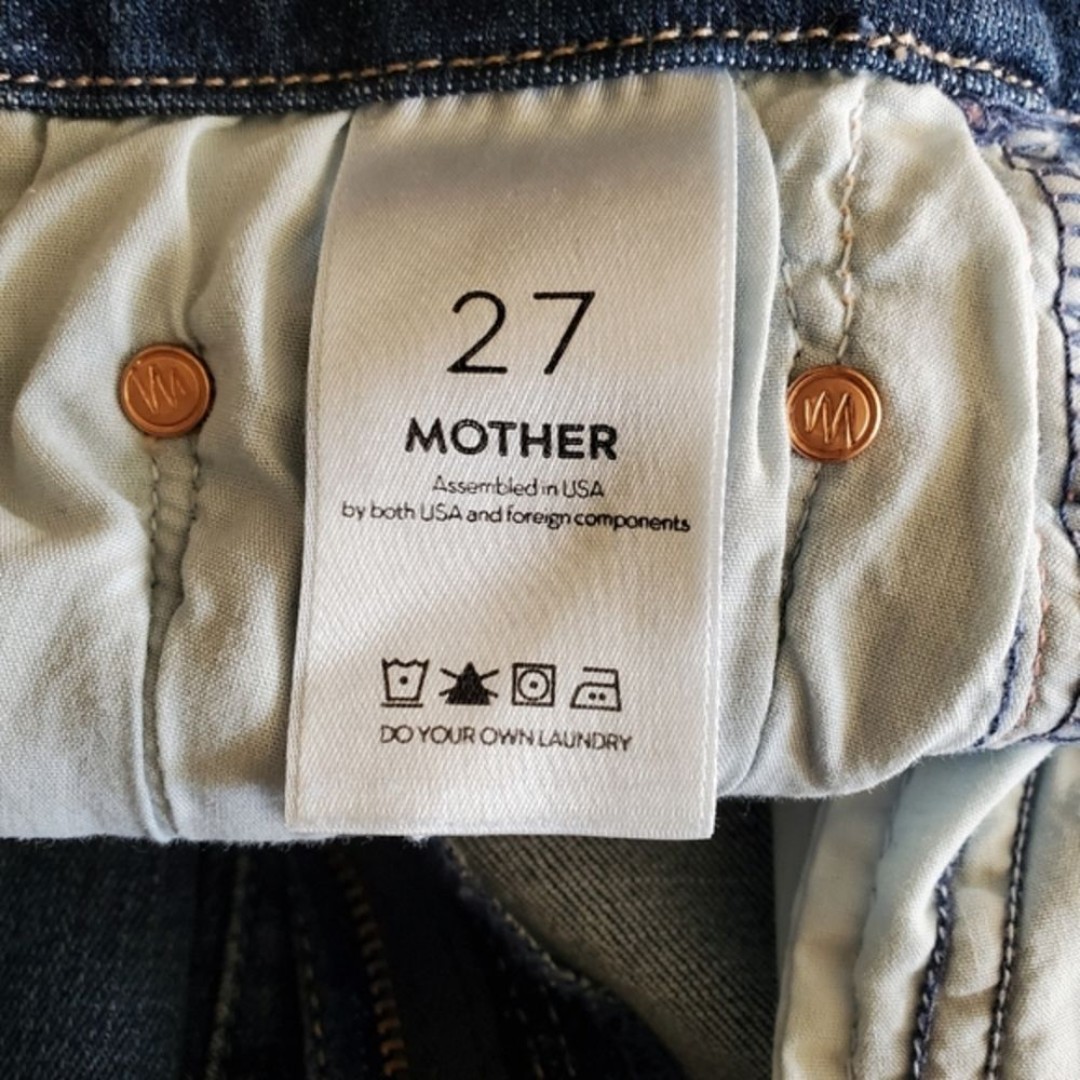 27
MOTHER
Assembled in USA
by both USA and foreign components
DO YOUR OWN LAUNDRY